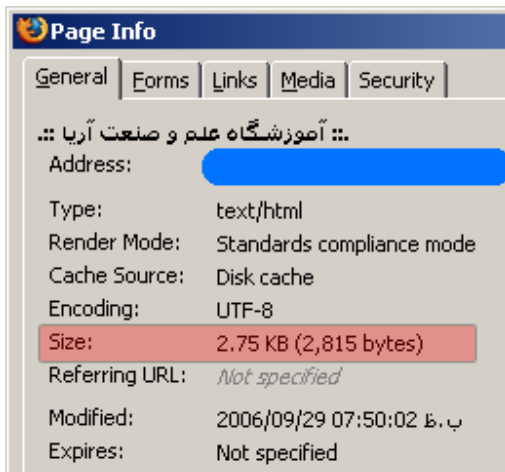 Page Info
General Forms Links Media Security
.:: آموزشگاه علم و صنعت آریا ::.
Address:
Type: text/html
Render Mode: Standards compliance mode
Cache Source: Disk cache
Encoding: UTF-8
Size: 2.75 KB (2,815 bytes)
Referring URL: Not specified
Modified: 2006/09/29 07:50:02 ب.ظ
Expires: Not specified